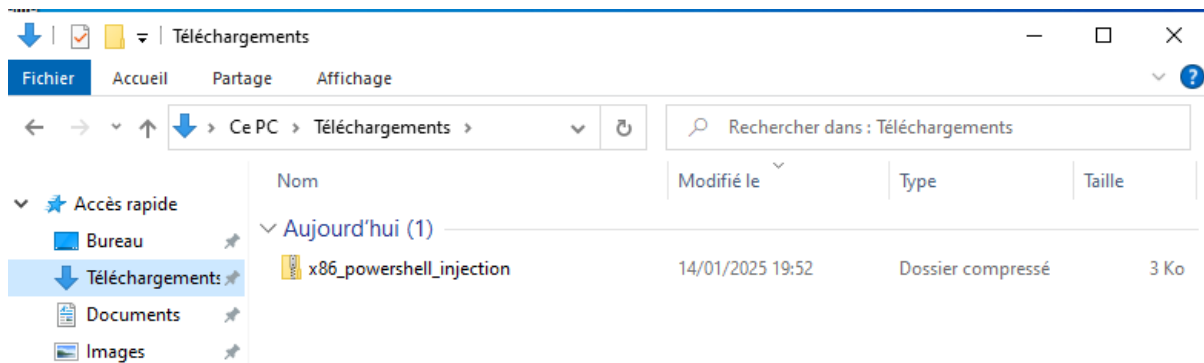 Téléchargements
Fichier Accueil Partage Affichage
Ce PC > Téléchargements > Rechercher dans : Téléchargements
Nom Modifié le Type Taille
Accès rapide
Aujourd'hui (1)
Bureau
x86_powershell_injection 14/01/2025 19:52 Dossier compressé 3 Ko
Téléchargements
Documents
Images